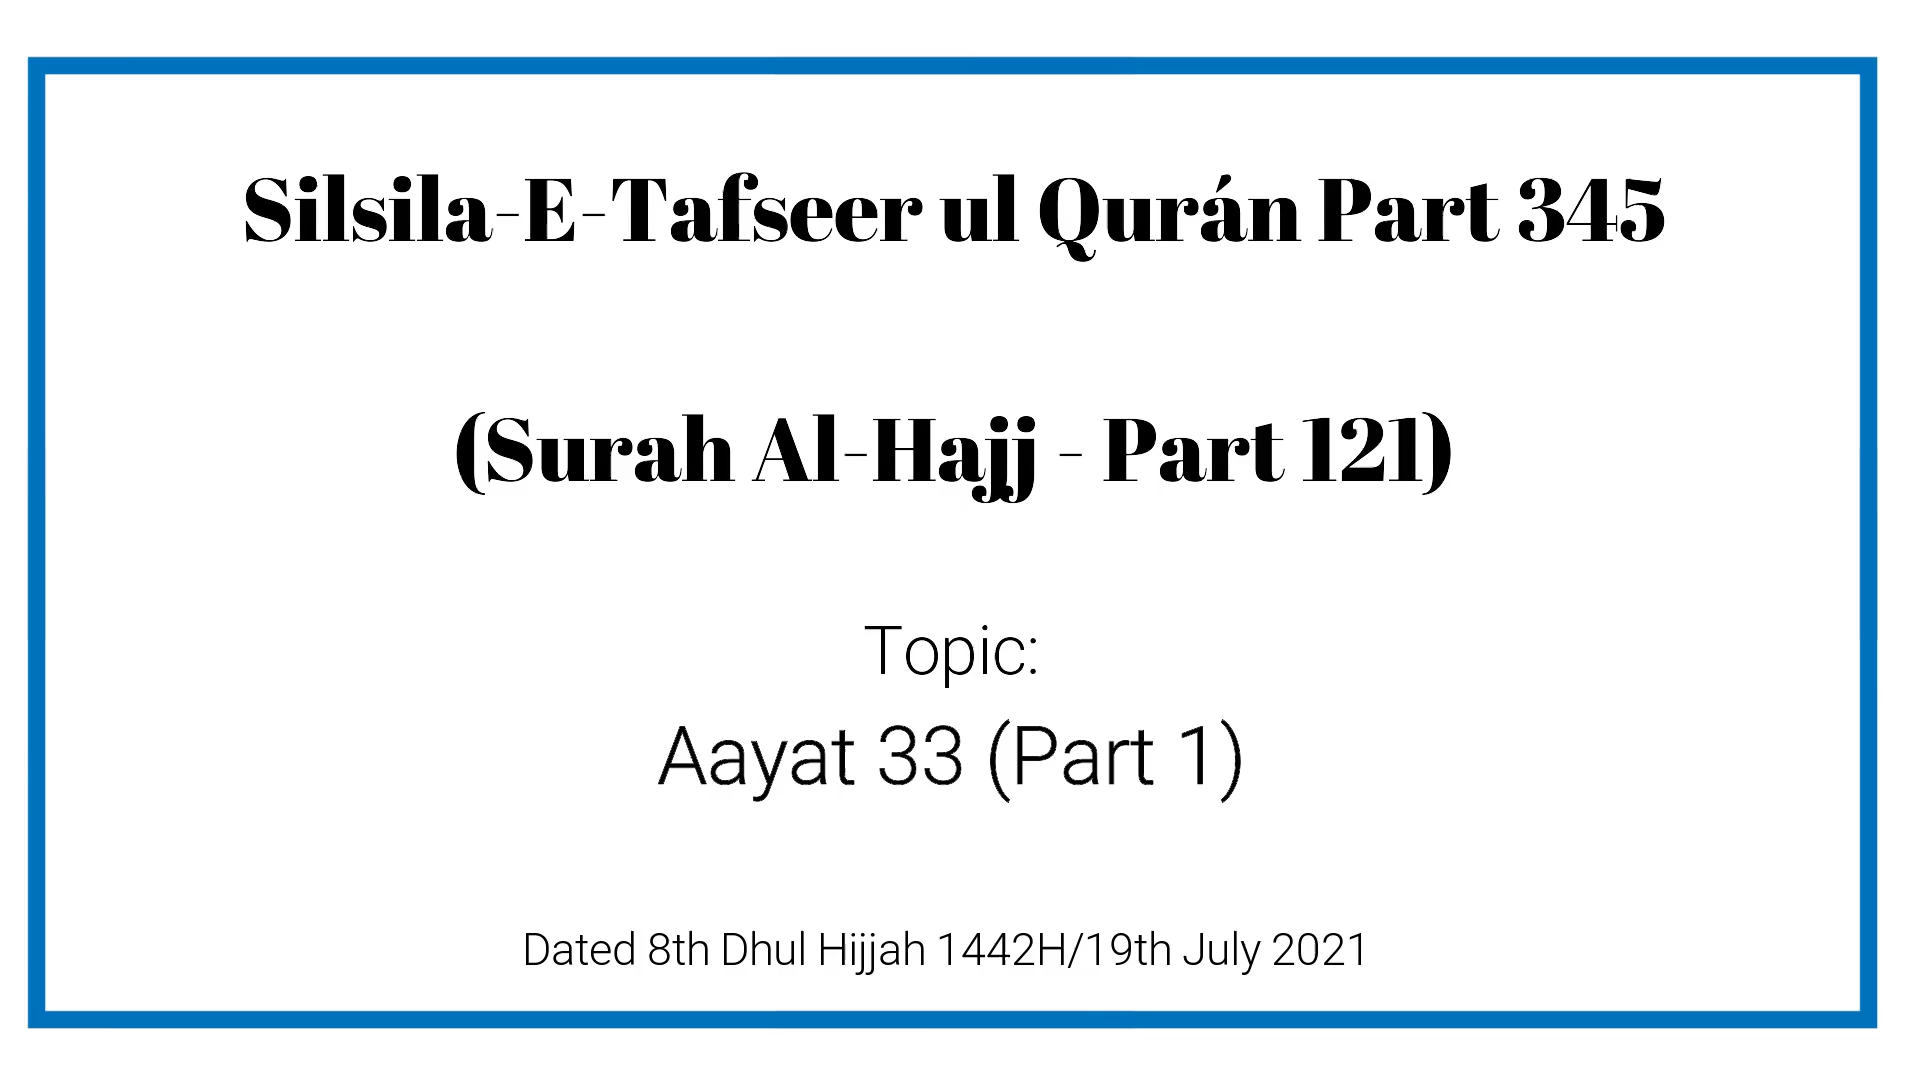 Silsila-E-Tafseer ul Qurán Part 345
(Surah Al-Hajj - Part 121)
Topic:
Aayat 33 (Part 1)
Dated 8th Dhul Hijjah 1442H/19th July 2021